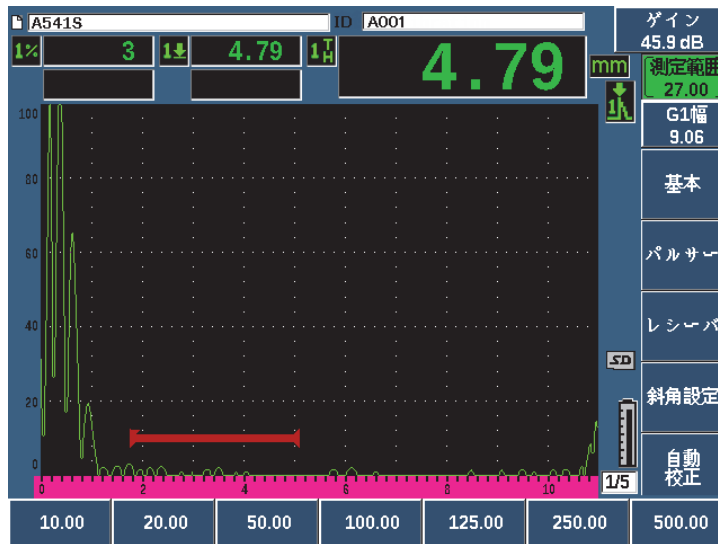 A541S ID A001
1% 3 1 4.79 1TH 4.79 mm
1
ゲイン
45.9 dB
測定範囲
27.00
G1幅
9.06
基本
パルサー
レシーバ
斜角設定
自動
校正
100
80
60
40
20
0
0 2 4 6 8 10
SD
1/5
10.00 20.00 50.00 100.00 125.00 250.00 500.00